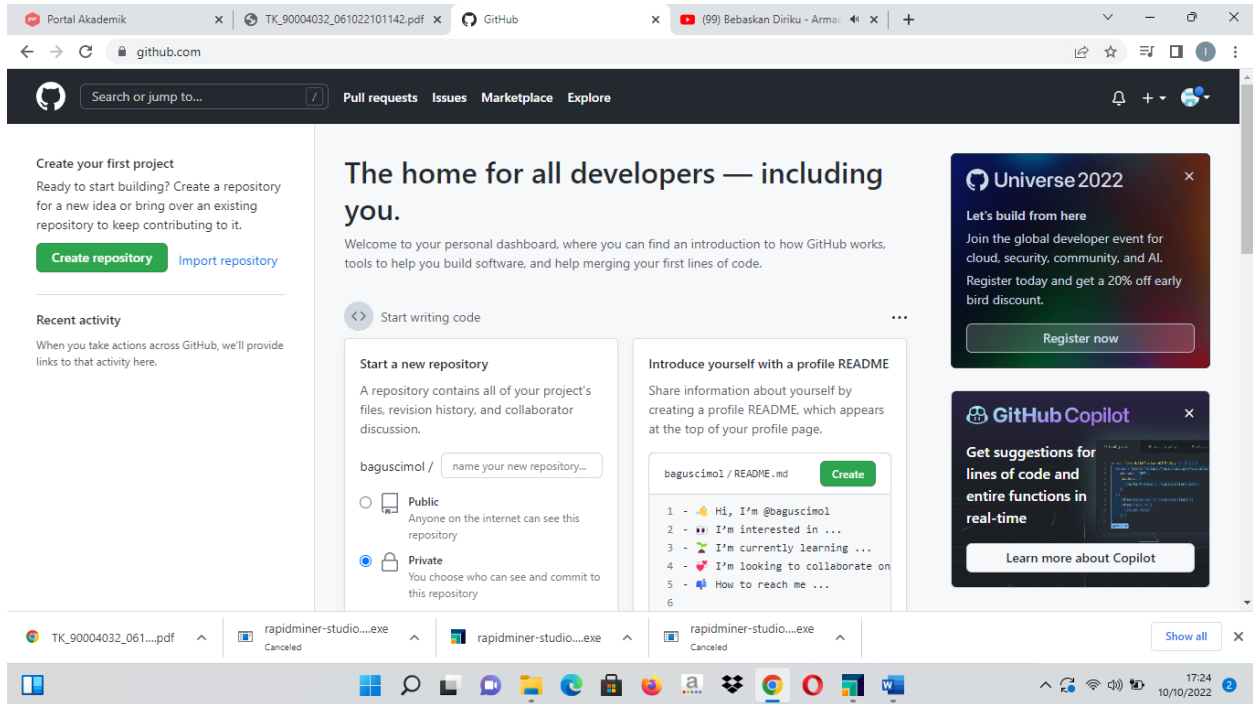 Portal Akademik
TK_90004032_061022101142.pdf
GitHub
(99) Bebaskan Diriku - Armad
github.com
Search or jump to...
/
Pull requests
Issues
Marketplace
Explore
Create your first project
Ready to start building? Create a repository
for a new idea or bring over an existing
repository to keep contributing to it.
Create repository
Import repository
Recent activity
When you take actions across GitHub, we'll provide
links to that activity here.
The home for all developers — including
you.
Welcome to your personal dashboard, where you can find an introduction to how GitHub works,
tools to help you build software, and help merging your first lines of code.
Start writing code
Start a new repository
A repository contains all of your project's
files, revision history, and collaborator
discussion.
baguscimol /
name your new repository...
Public
Anyone on the internet can see this
repository
Private
You choose who can see and commit to
this repository
Introduce yourself with a profile README
Share information about yourself by
creating a profile README, which appears
at the top of your profile page.
baguscimol / README.md
Create
1 - 👋 Hi, I'm @baguscimol
2 - 👀 I'm interested in ...
3 - 🌱 I'm currently learning ...
4 - 💞️ I'm looking to collaborate on
5 - 📫 How to reach me ...
6
Universe 2022
Let's build from here
Join the global developer event for
cloud, security, community, and AI.
Register today and get a 20% off early
bird discount.
Register now
GitHub Copilot
Get suggestions for
lines of code and
entire functions in
real-time
Learn more about Copilot
TK_90004032_061....pdf
rapidminer-studio....exe
Canceled
rapidminer-studio....exe
rapidminer-studio....exe
Canceled
Show all
17:24
10/10/2022
2